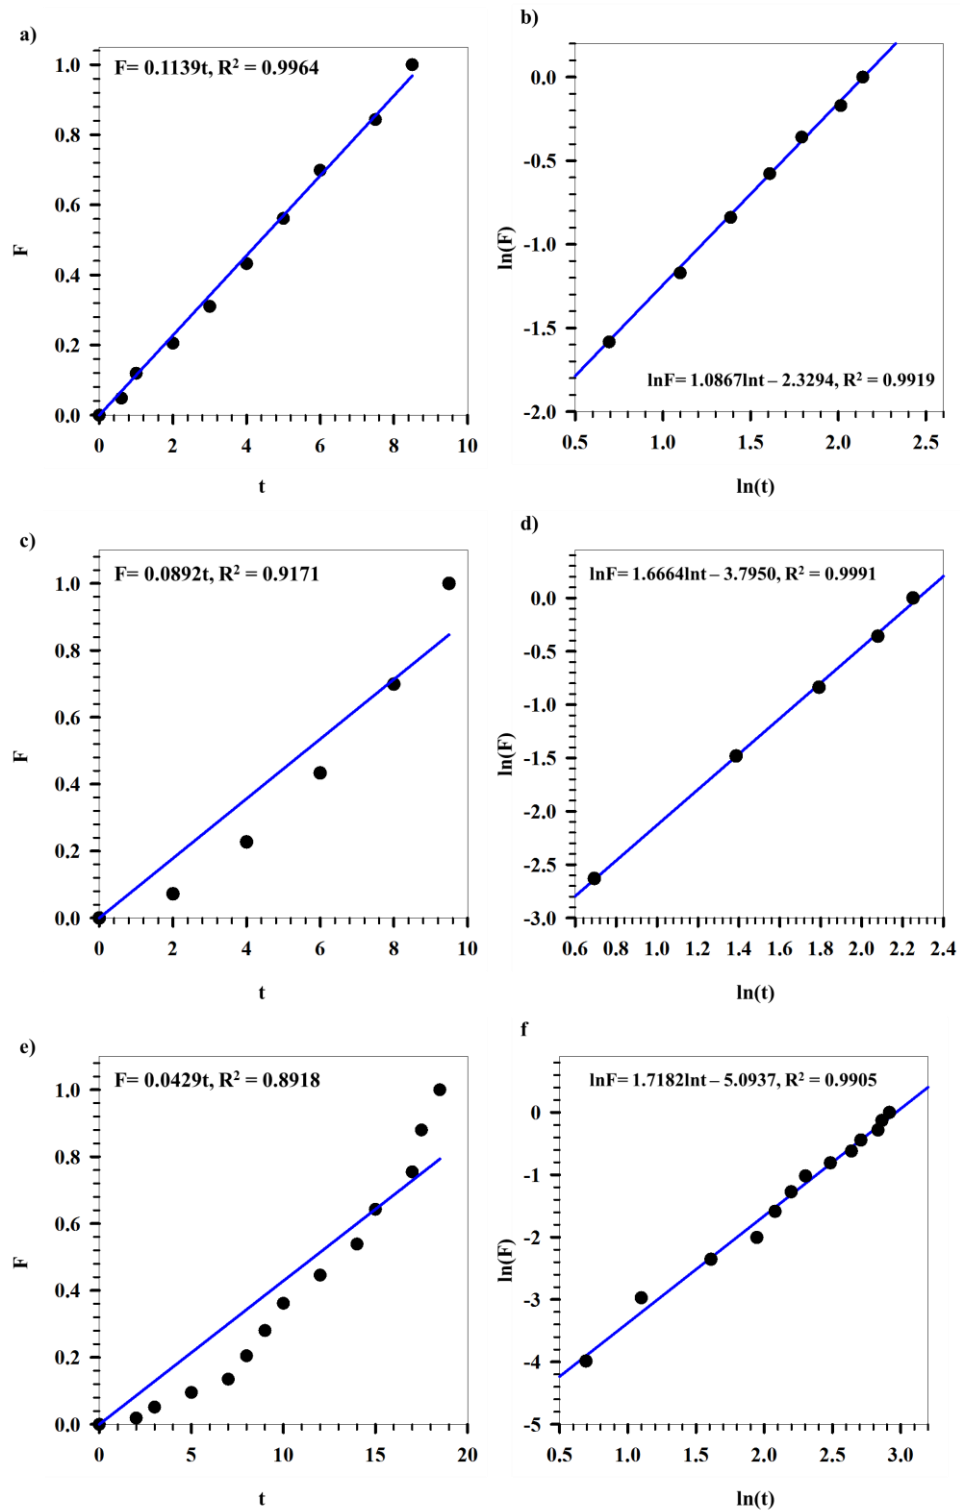 a)
F= 0.1139t, R² = 0.9964
1.0
0.8
0.6
0.4
0.2
0.0
F
0 2 4 6 8 10
t
b)
0.0
-0.5
-1.0
-1.5
-2.0
ln(F)
lnF= 1.0867lnt – 2.3294, R² = 0.9919
0.5 1.0 1.5 2.0 2.5
ln(t)
c)
F= 0.0892t, R² = 0.9171
1.0
0.8
0.6
0.4
0.2
0.0
F
0 2 4 6 8 10
t
d)
lnF= 1.6664lnt – 3.7950, R² = 0.9991
0.0
-0.5
-1.0
-1.5
-2.0
-2.5
-3.0
ln(F)
0.6 0.8 1.0 1.2 1.4 1.6 1.8 2.0 2.2 2.4
ln(t)
e)
F= 0.0429t, R² = 0.8918
1.0
0.8
0.6
0.4
0.2
0.0
F
0 5 10 15 20
t
f
lnF= 1.7182lnt – 5.0937, R² = 0.9905
0
-1
-2
-3
-4
-5
ln(F)
0.5 1.0 1.5 2.0 2.5 3.0
ln(t)